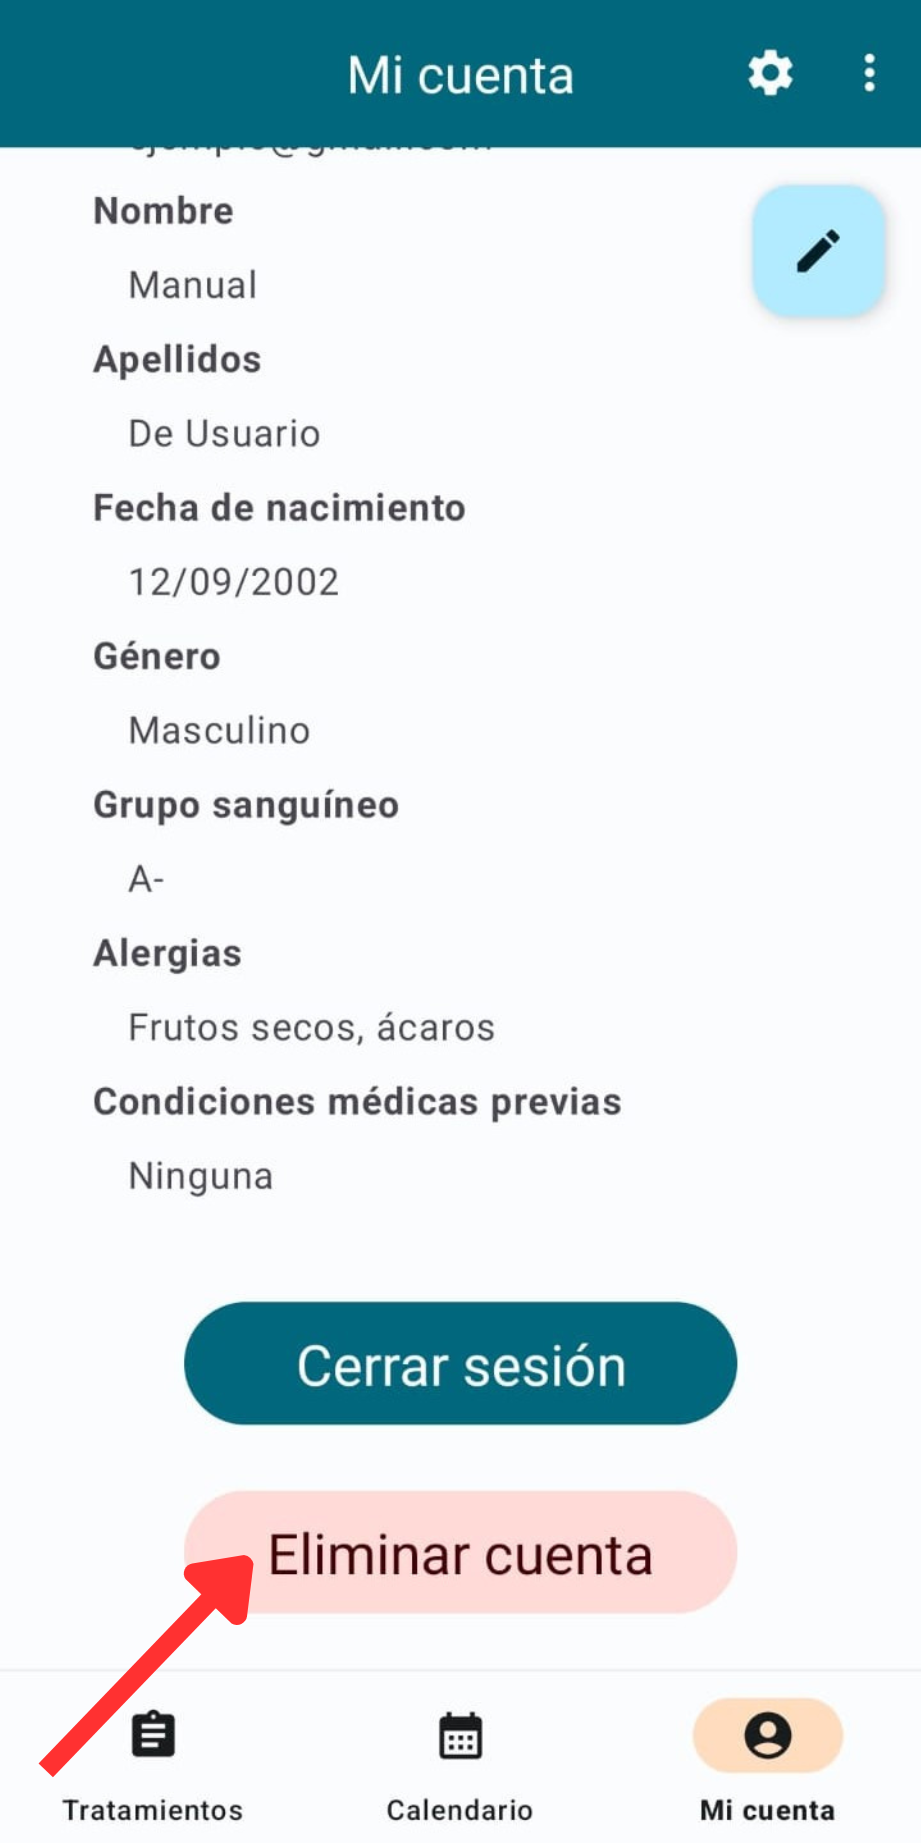 Mi cuenta
Nombre
Manual
Apellidos
De Usuario
Fecha de nacimiento
12/09/2002
Género
Masculino
Grupo sanguíneo
A-
Alergias
Frutos secos, ácaros
Condiciones médicas previas
Ninguna
Cerrar sesión
Eliminar cuenta
Tratamientos
Calendario
Mi cuenta